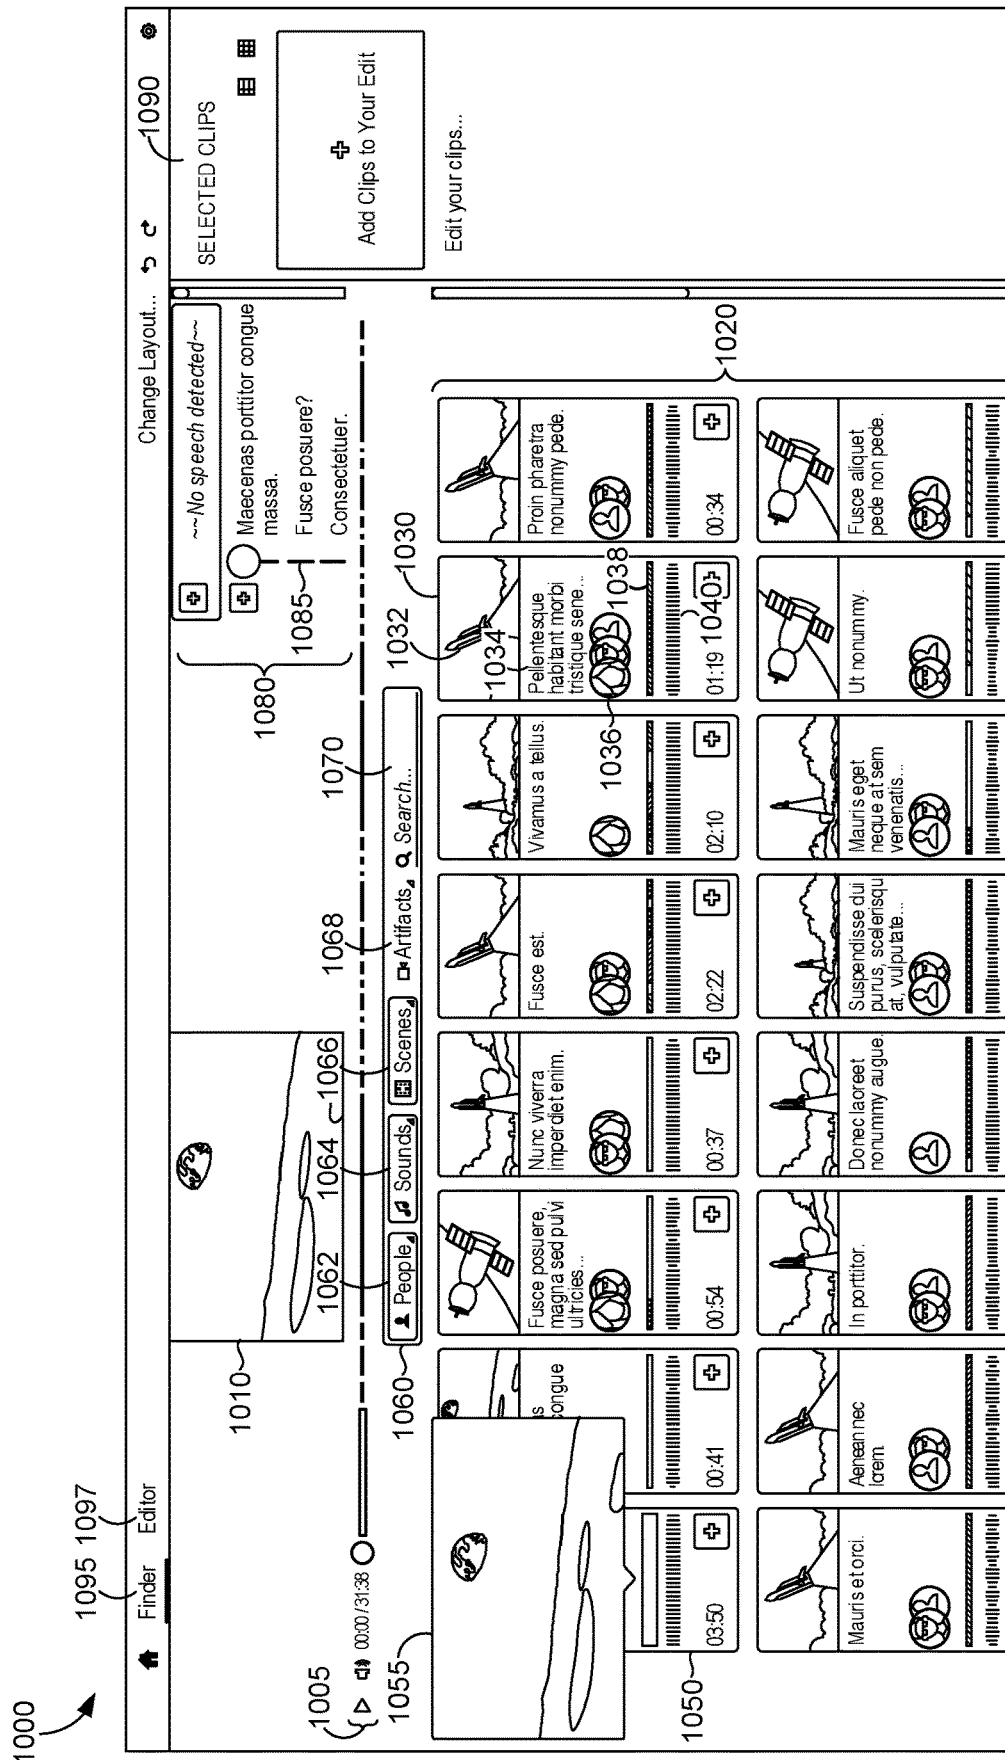 1000
1095
1097
1090
Finder
Editor
Change Layout...
1010
1080
~~No speech detected~~
Maecenas porttitor congue
massa.
Fusce posuere?
Consectetuer.
1085
SELECTED CLIPS
Add Clips to Your Edit
Edit your clips...
1005
00:00/31:38
1062
1064
1066
1068
1070
1060
People
Sounds
Scenes
Artifacts
Search...
1055
1032
1030
1034
1020
congue
Fusce posuere,
magna sed pulvi
ultricies...
Nunc viverra
imperdiet enim.
Fusce est.
Vivamus a tellus.
Pellentesque
habitant morbi
tristique sene...
Proin pharetra
nonummy pede.
1036
1038
1040
1050
03:50
00:41
00:54
00:37
02:22
02:10
01:19
00:34
Mauris et orci.
Aenean nec
lorem.
In porttitor.
Donec laoreet
nonummy augue.
Suspendisse dui
purus, scelerisqu
at, vulputate...
Mauris eget
neque at sem
venenatis...
Ut nonummy.
Fusce aliquet
pede non pede.